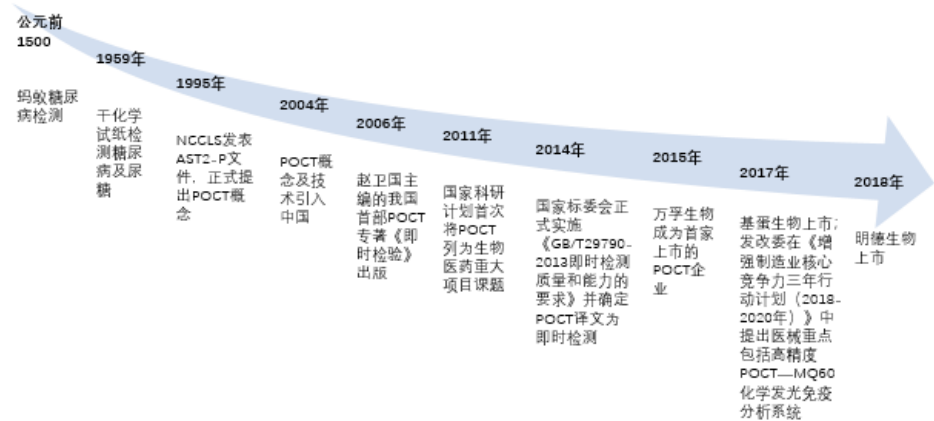 公元前
1500
蚂蚁糖尿
病检测
1959年
干化学
试纸检
测糖尿
病及尿
糖
1995年
NCCLS发表
AST2-P文
件，正式提
出POCT概
念
2004年
POCT概
念及技
术引入
中国
2006年
赵卫国主
编的我国
首部POCT
专著《即
时检验》
出版
2011年
国家科研
计划首次
将POCT
列为生物
医药重大
项目课题
2014年
国家标委会正
式实施
《GB/T29790-
2013即时检测
质量和能力的
要求》并确定
POCT译文为
即时检测
2015年
万孚生物
成为首家
上市的
POCT企
业
2017年
基蛋生物上市；
发改委在《增
强制造业核心
竞争力三年行
动计划（2018-
2020年）》中
提出医械重点
包括高精度
POCT—MQ60
化学发光免疫
分析系统
2018年
明德生物
上市